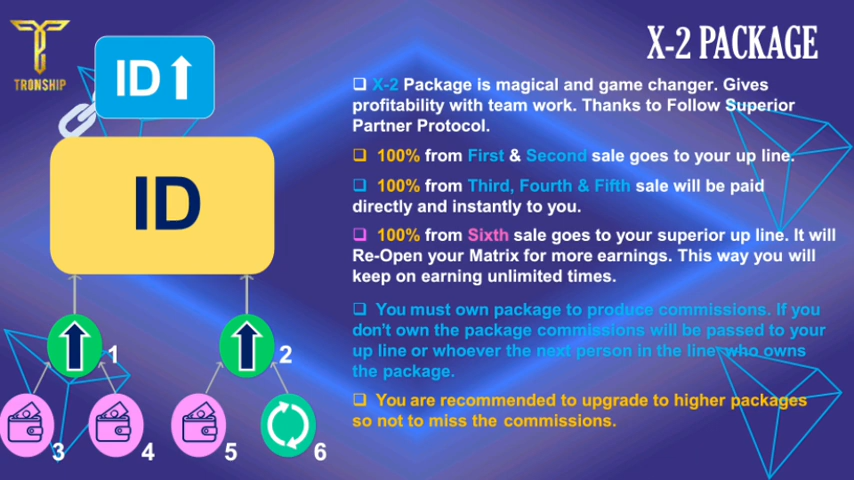 TRONSHIP
ID
ID
1
2
3
4
5
6
X-2 PACKAGE
X-2 Package is magical and game changer. Gives
profitability with team work. Thanks to Follow Superior
Partner Protocol.
100% from First & Second sale goes to your up line.
100% from Third, Fourth & Fifth sale will be paid
directly and instantly to you.
100% from Sixth sale goes to your superior up line. It will
Re-Open your Matrix for more earnings. This way you will
keep on earning unlimited times.
You must own package to produce commissions. If you
don't own the package commissions will be passed to your
up line or whoever the next person in the line who owns
the package.
You are recommended to upgrade to higher packages
so not to miss the commissions.